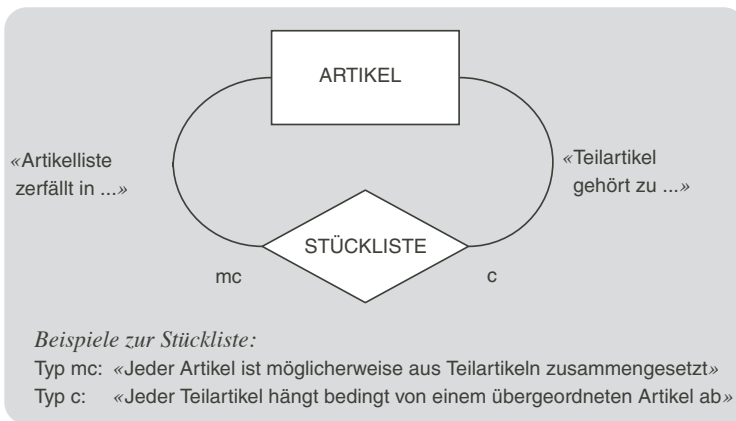 ARTIKEL
«Artikelliste
zerfällt in ...»
«Teilartikel
gehört zu ...»
STÜCKLISTE
mc
c
Beispiele zur Stückliste:
Typ mc: «Jeder Artikel ist möglicherweise aus Teilartikeln zusammengesetzt»
Typ c: «Jeder Teilartikel hängt bedingt von einem übergeordneten Artikel ab»